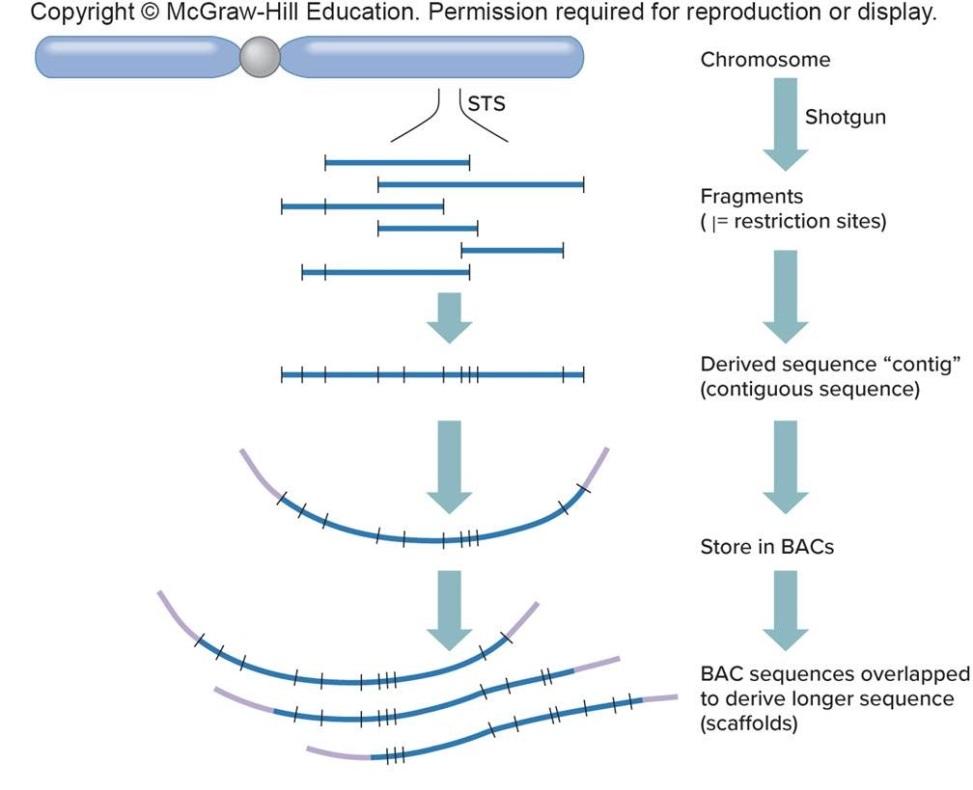 Copyright © McGraw-Hill Education. Permission required for reproduction or display.
Chromosome
STS
Shotgun
Fragments
( |= restriction sites)
Derived sequence “contig”
(contiguous sequence)
Store in BACs
BAC sequences overlapped
to derive longer sequence
(scaffolds)